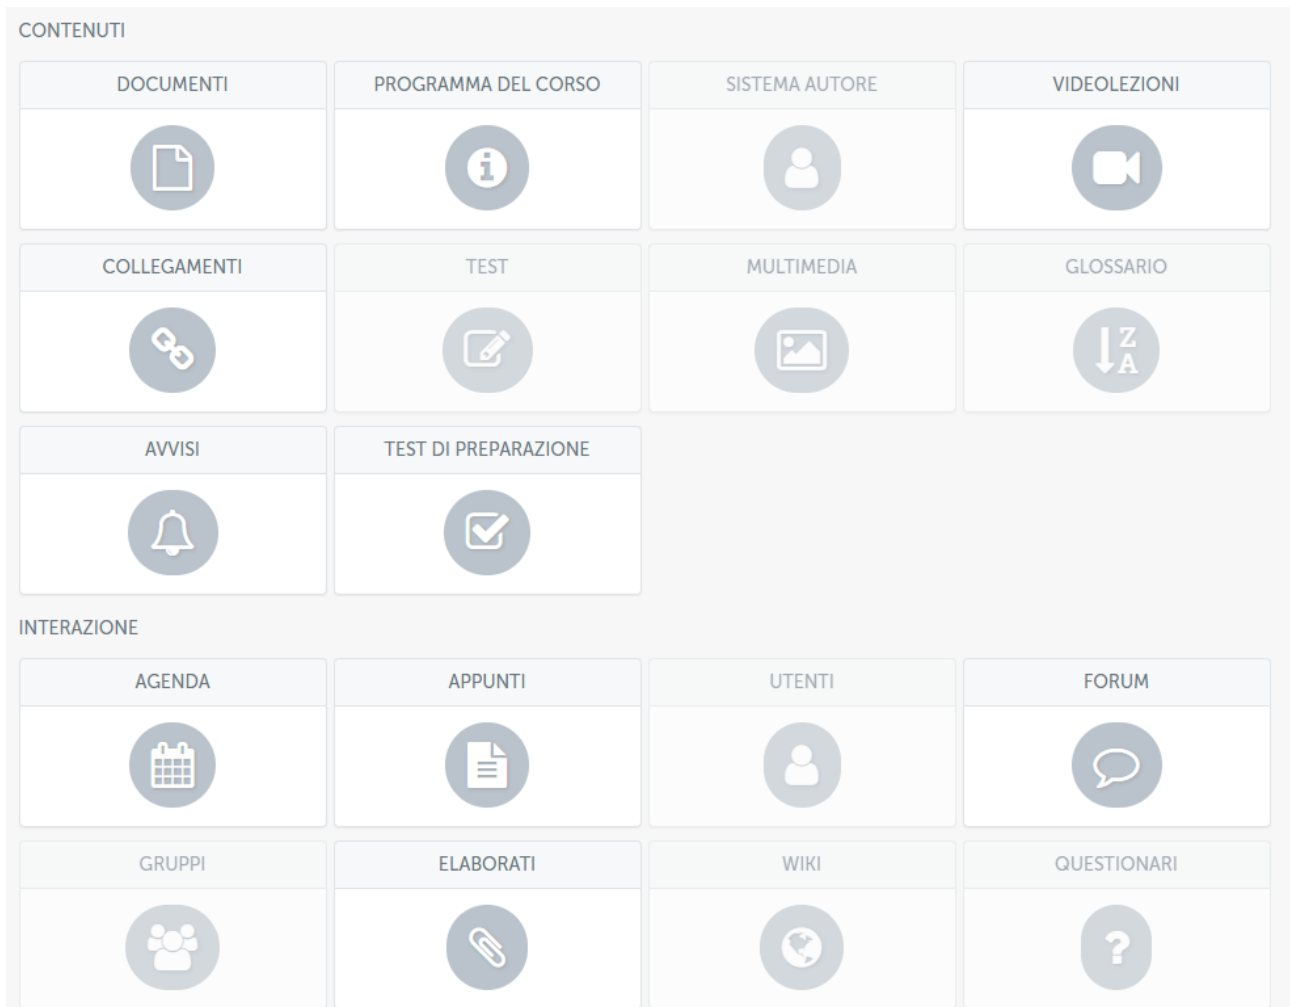 CONTENUTI
DOCUMENTI
PROGRAMMA DEL CORSO
SISTEMA AUTORE
VIDEOLEZIONI
COLLEGAMENTI
TEST
MULTIMEDIA
GLOSSARIO
Z
A
AVVISI
TEST DI PREPARAZIONE
INTERAZIONE
AGENDA
APPUNTI
UTENTI
FORUM
GRUPPI
ELABORATI
WIKI
QUESTIONARI
?